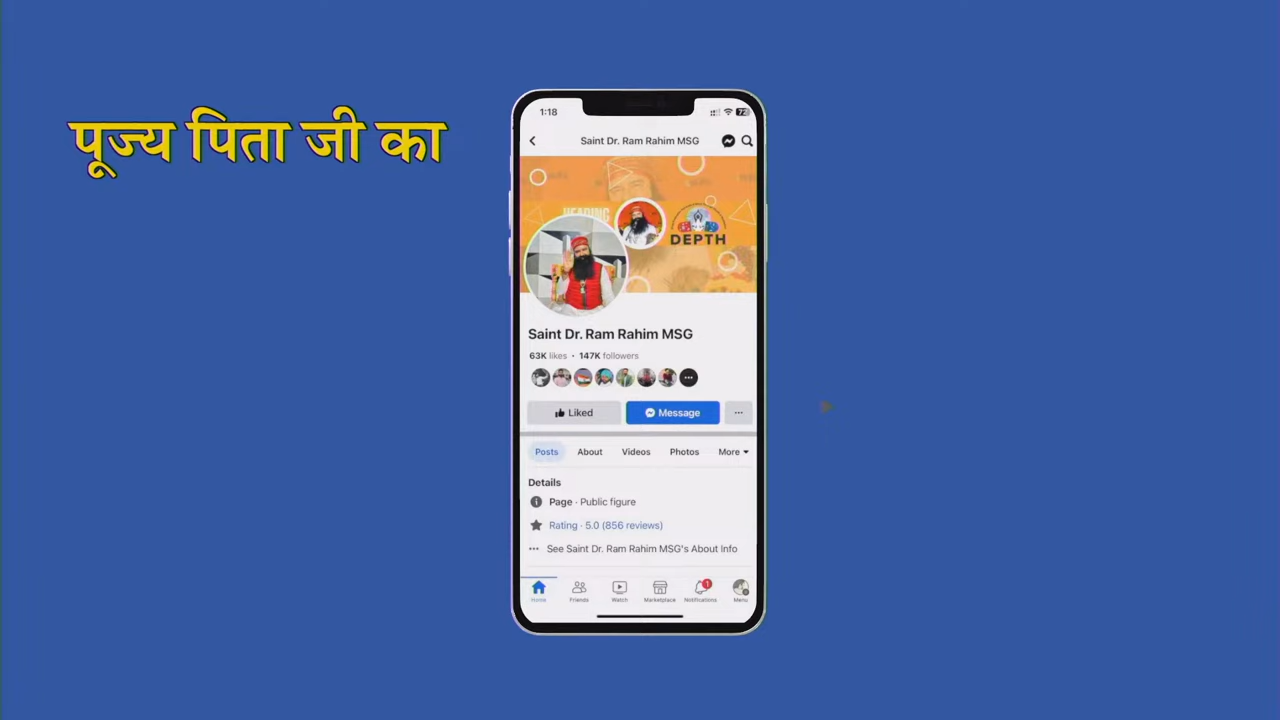 पूज्य पिता जी का
1:18
72
Saint Dr. Ram Rahim MSG
DEPTH
Saint Dr. Ram Rahim MSG
63K likes · 147K followers
Liked
Message
Posts
About
Videos
Photos
More
Details
Page · Public figure
Rating · 5.0 (856 reviews)
See Saint Dr. Ram Rahim MSG's About Info
1
Home
Friends
Watch
Marketplace
Notifications
Menu